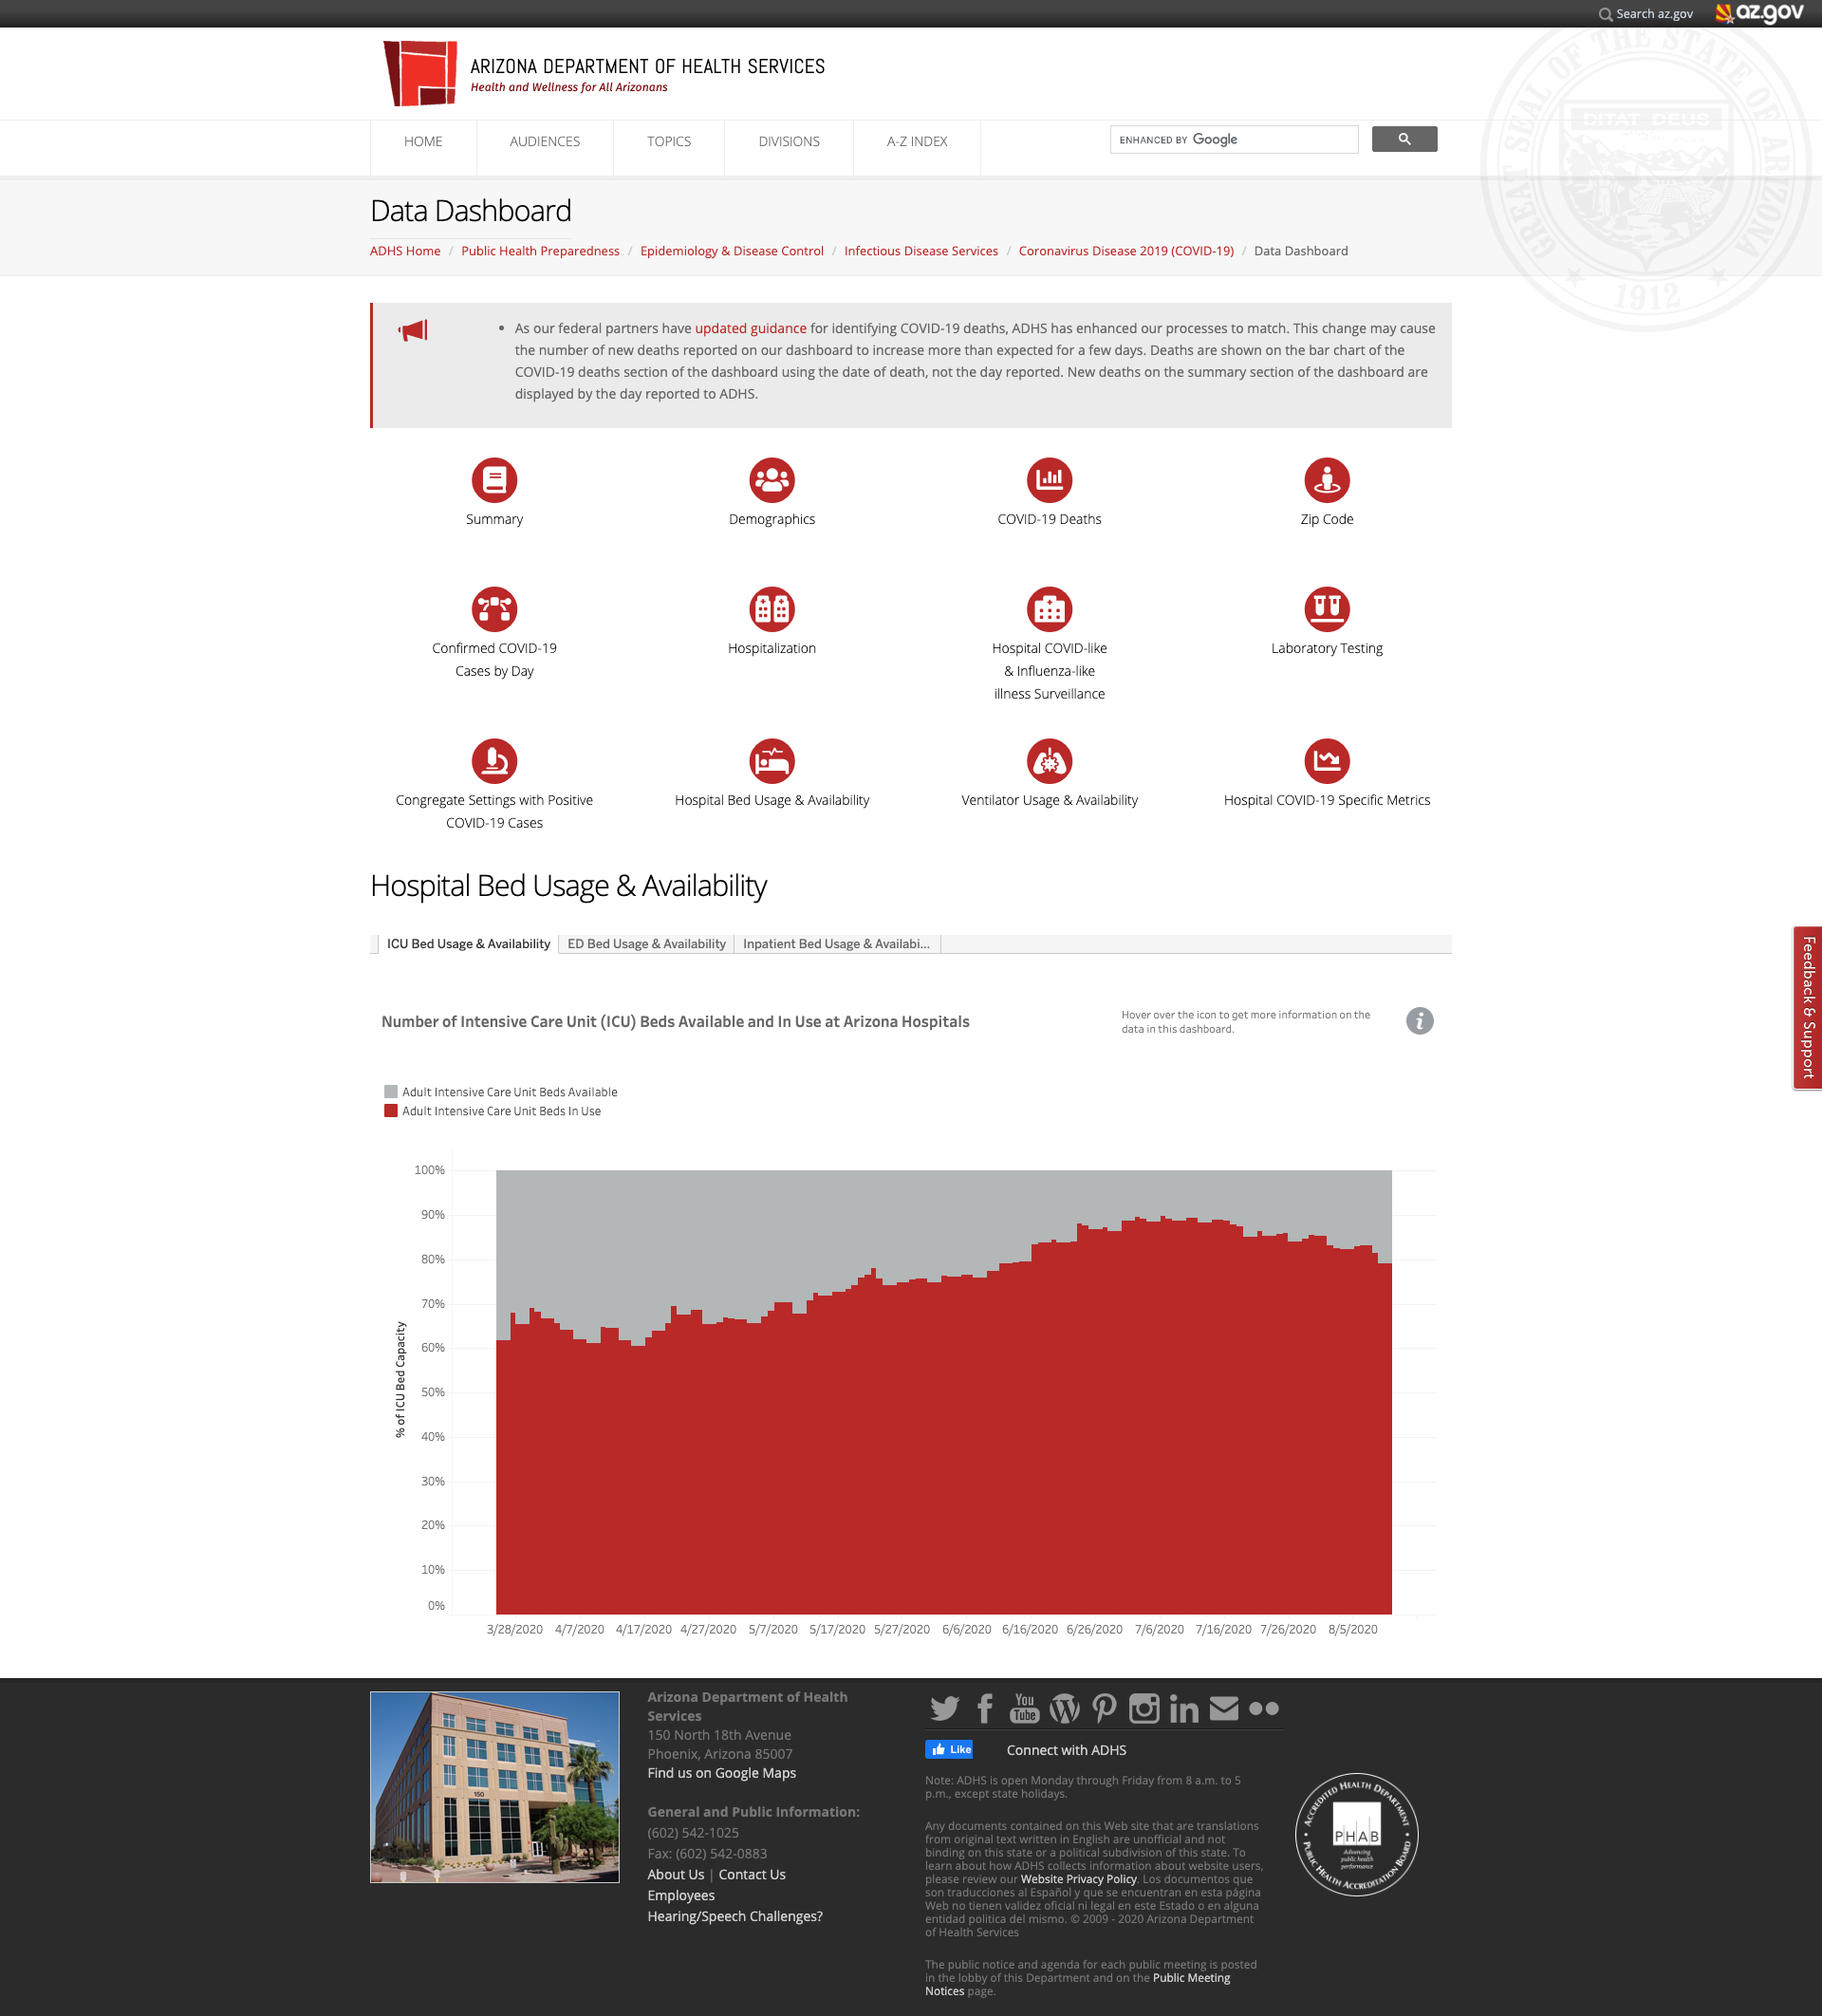 Search az.gov
az.gov
GREAT SEAL OF THE STATE OF ARIZONA
DITAT DEUS
1912
ARIZONA DEPARTMENT OF HEALTH SERVICES
Health and Wellness for All Arizonans
HOME
AUDIENCES
TOPICS
DIVISIONS
A-Z INDEX
ENHANCED BY Google
Data Dashboard
ADHS Home / Public Health Preparedness / Epidemiology & Disease Control / Infectious Disease Services / Coronavirus Disease 2019 (COVID-19) / Data Dashboard
• As our federal partners have updated guidance for identifying COVID-19 deaths, ADHS has enhanced our processes to match. This change may cause
the number of new deaths reported on our dashboard to increase more than expected for a few days. Deaths are shown on the bar chart of the
COVID-19 deaths section of the dashboard using the date of death, not the day reported. New deaths on the summary section of the dashboard are
displayed by the day reported to ADHS.
Summary
Demographics
COVID-19 Deaths
Zip Code
Confirmed COVID-19
Cases by Day
Hospitalization
Hospital COVID-like
& Influenza-like
illness Surveillance
Laboratory Testing
Congregate Settings with Positive
COVID-19 Cases
Hospital Bed Usage & Availability
Ventilator Usage & Availability
Hospital COVID-19 Specific Metrics
Hospital Bed Usage & Availability
ICU Bed Usage & Availability
ED Bed Usage & Availability
Inpatient Bed Usage & Availabi...
Feedback & Support
Number of Intensive Care Unit (ICU) Beds Available and In Use at Arizona Hospitals
Hover over the icon to get more information on the
data in this dashboard.
i
Adult Intensive Care Unit Beds Available
Adult Intensive Care Unit Beds In Use
% of ICU Bed Capacity
100%
90%
80%
70%
60%
50%
40%
30%
20%
10%
0%
3/28/2020 4/7/2020 4/17/2020 4/27/2020 5/7/2020 5/17/2020 5/27/2020 6/6/2020 6/16/2020 6/26/2020 7/6/2020 7/16/2020 7/26/2020 8/5/2020
150
Arizona Department of Health
Services
150 North 18th Avenue
Phoenix, Arizona 85007
Find us on Google Maps
General and Public Information:
(602) 542-1025
Fax: (602) 542-0883
About Us | Contact Us
Employees
Hearing/Speech Challenges?
You
Tube
Like
Connect with ADHS
Note: ADHS is open Monday through Friday from 8 a.m. to 5
p.m., except state holidays.
Any documents contained on this Web site that are translations
from original text written in English are unofficial and not
binding on this state or a political subdivision of this state. To
learn about how ADHS collects information about website users,
please review our Website Privacy Policy. Los documentos que
son traducciones al Español y que se encuentran en esta página
Web no tienen validez oficial ni legal en este Estado o en alguna
entidad politica del mismo. © 2009 - 2020 Arizona Department
of Health Services
The public notice and agenda for each public meeting is posted
in the lobby of this Department and on the Public Meeting
Notices page.
ACCREDITED HEALTH DEPARTMENT
PHAB
Advancing
public health
performance
PUBLIC HEALTH ACCREDITATION BOARD